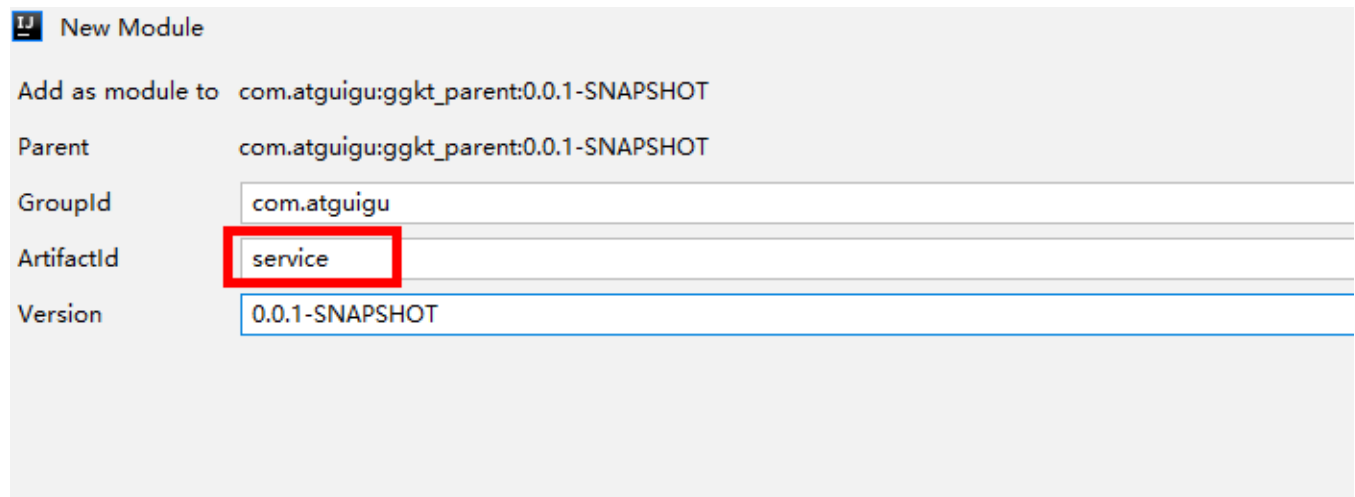 New Module
Add as module to com.atguigu:ggkt_parent:0.0.1-SNAPSHOT
Parent com.atguigu:ggkt_parent:0.0.1-SNAPSHOT
GroupId com.atguigu
ArtifactId service
Version 0.0.1-SNAPSHOT